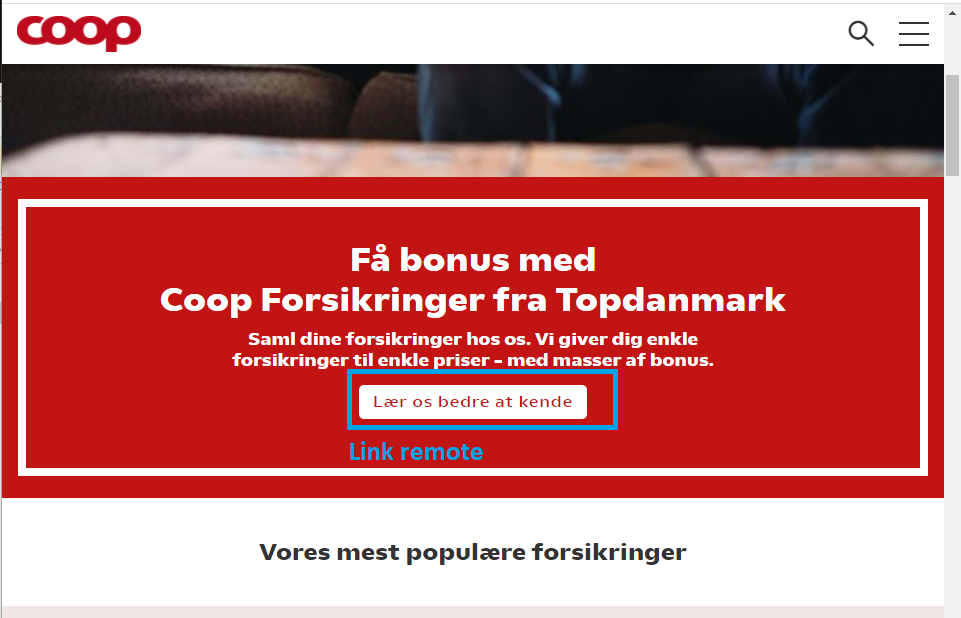 coop
Få bonus med
Coop Forsikringer fra Topdanmark
Saml dine forsikringer hos os. Vi giver dig enkle
forsikringer til enkle priser – med masser af bonus.
Lær os bedre at kende
Link remote
Vores mest populære forsikringer